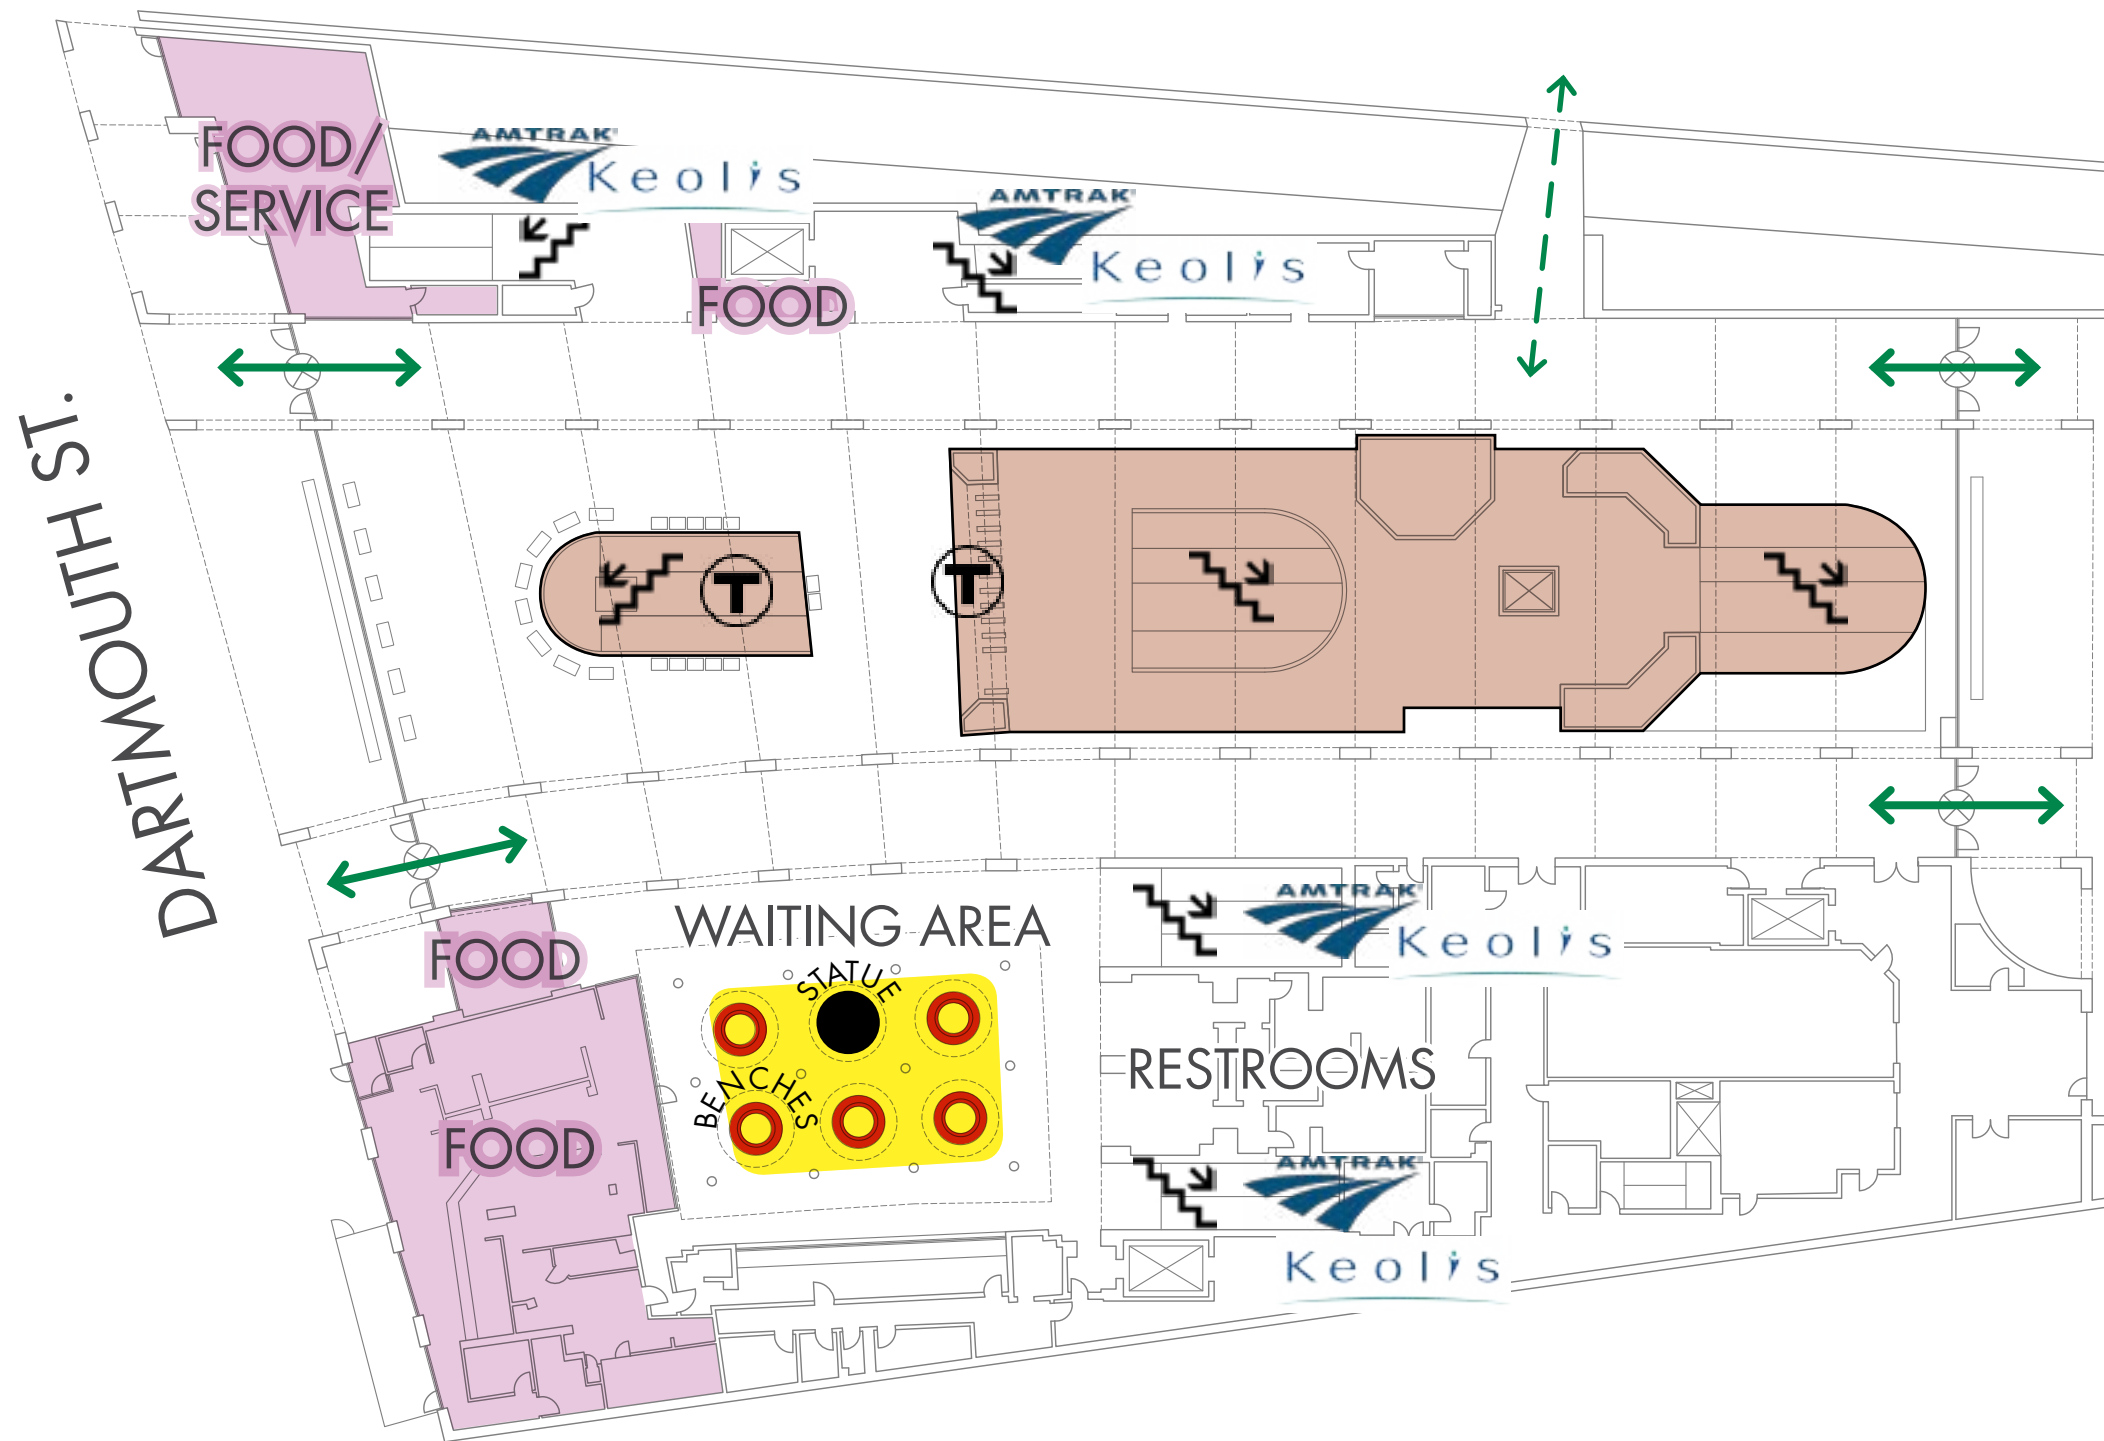 AMTRAK
Keolis
FOOD/
SERVICE
AMTRAK
Keolis
FOOD
DARTMOUTH ST.
T
T
WAITING AREA
STATUE
BENCHES
FOOD
FOOD
AMTRAK
Keolis
RESTROOMS
AMTRAK
Keolis